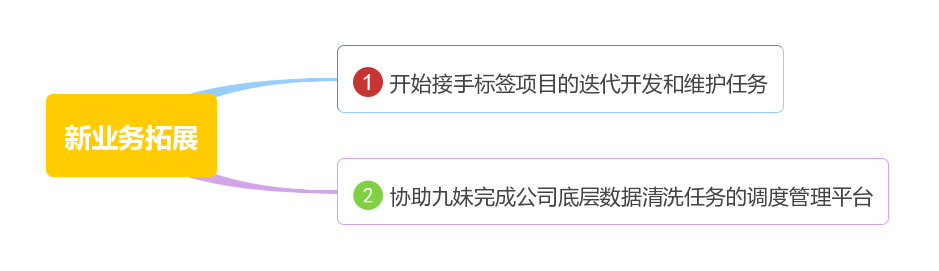 新业务拓展
1 开始接手标签项目的迭代开发和维护任务
2 协助九妹完成公司底层数据清洗任务的调度管理平台